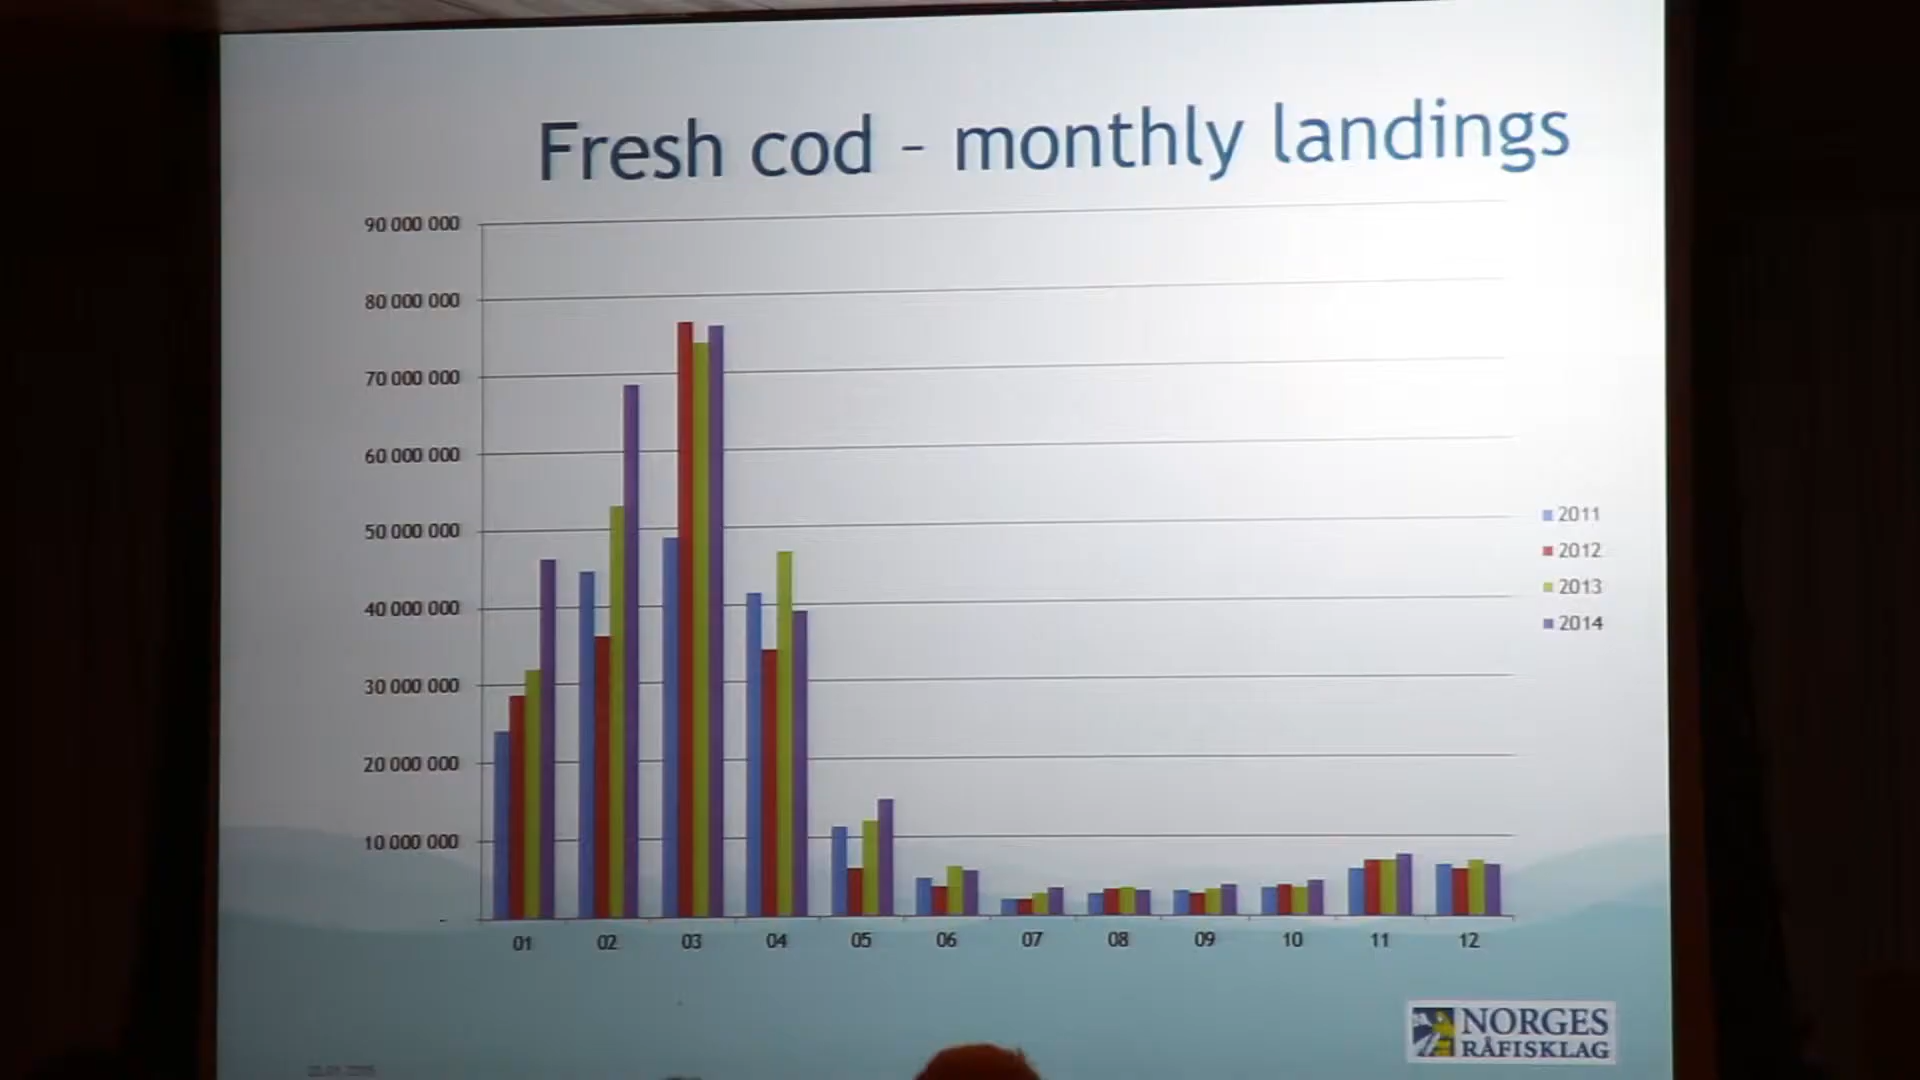 Fresh cod - monthly landings
90 000 000
80 000 000
70 000 000
60 000 000
50 000 000
40 000 000
30 000 000
20 000 000
10 000 000
-
2011
2012
2013
2014
01 02 03 04 05 06 07 08 09 10 11 12
NORGES
RÅFISKLAG